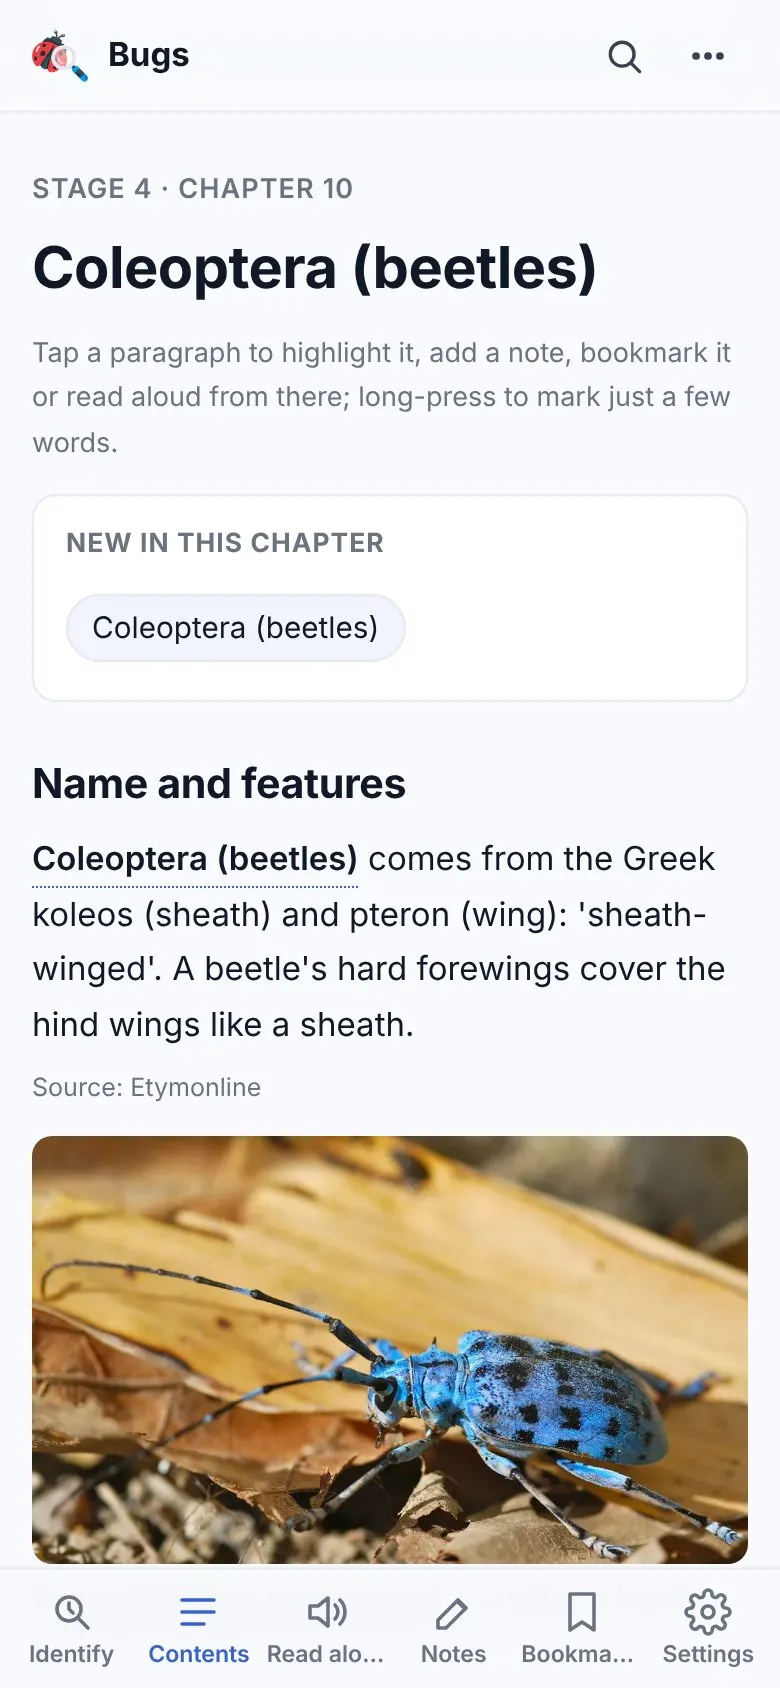 Bugs
STAGE 4 · CHAPTER 10
Coleoptera (beetles)
Tap a paragraph to highlight it, add a note, bookmark it
or read aloud from there; long-press to mark just a few
words.
NEW IN THIS CHAPTER
Coleoptera (beetles)
Name and features
Coleoptera (beetles) comes from the Greek
koleos (sheath) and pteron (wing): 'sheath-
winged'. A beetle's hard forewings cover the
hind wings like a sheath.
Source: Etymonline
Identify
Contents
Read alo...
Notes
Bookma...
Settings